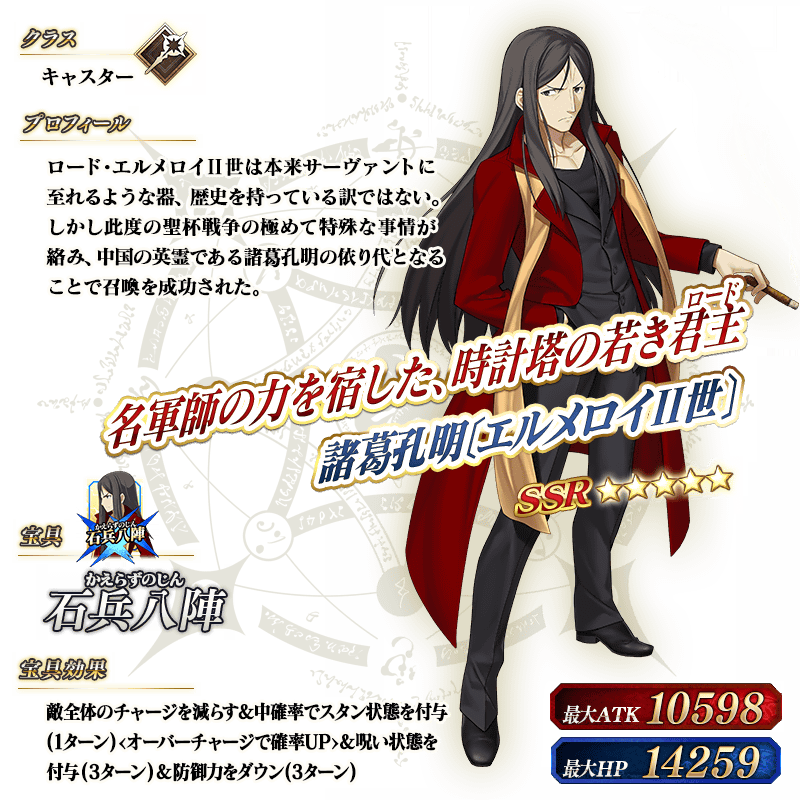 クラス
キャスター
プロフィール
ロード・エルメロイⅡ世は本来サーヴァントに
至れるような器、歴史を持っている訳ではない。
しかし此度の聖杯戦争の極めて特殊な事情が
絡み、中国の英霊である諸葛孔明の依り代となる
ことで召喚を成功された。
ロード
名軍師の力を宿した、時計塔の若き君主
諸葛孔明〔エルメロイⅡ世〕
SSR ★★★★★
かえらずのじん
石兵八陣
宝具
かえらずのじん
石兵八陣
宝具効果
敵全体のチャージを減らす&中確率でスタン状態を付与
(1ターン)<オーバーチャージで確率UP>&呪い状態を
付与(3ターン)&防御力をダウン(3ターン)
最大ATK 10598
最大HP 14259